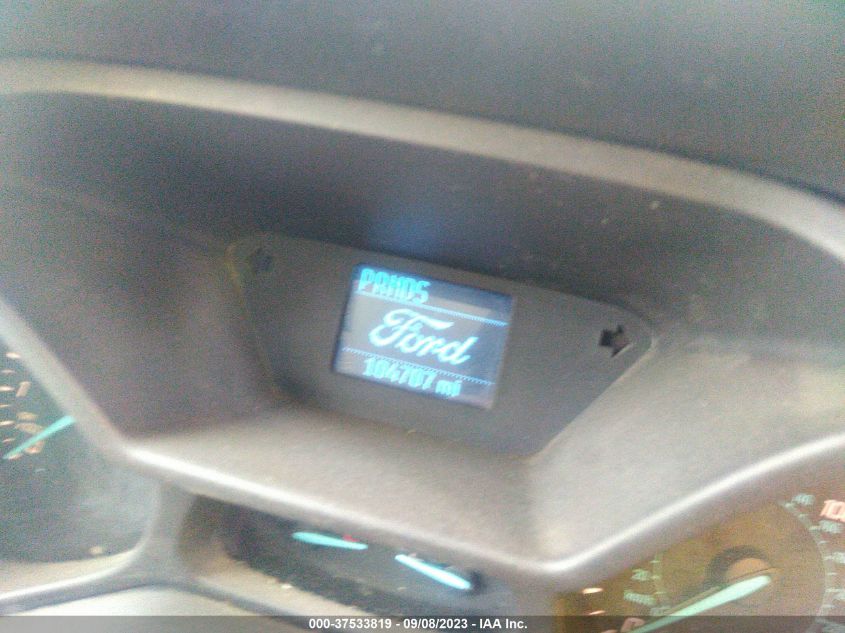 PRNDS
Ford
104707 mi
000-37533819 - 09/08/2023 - IAA Inc.